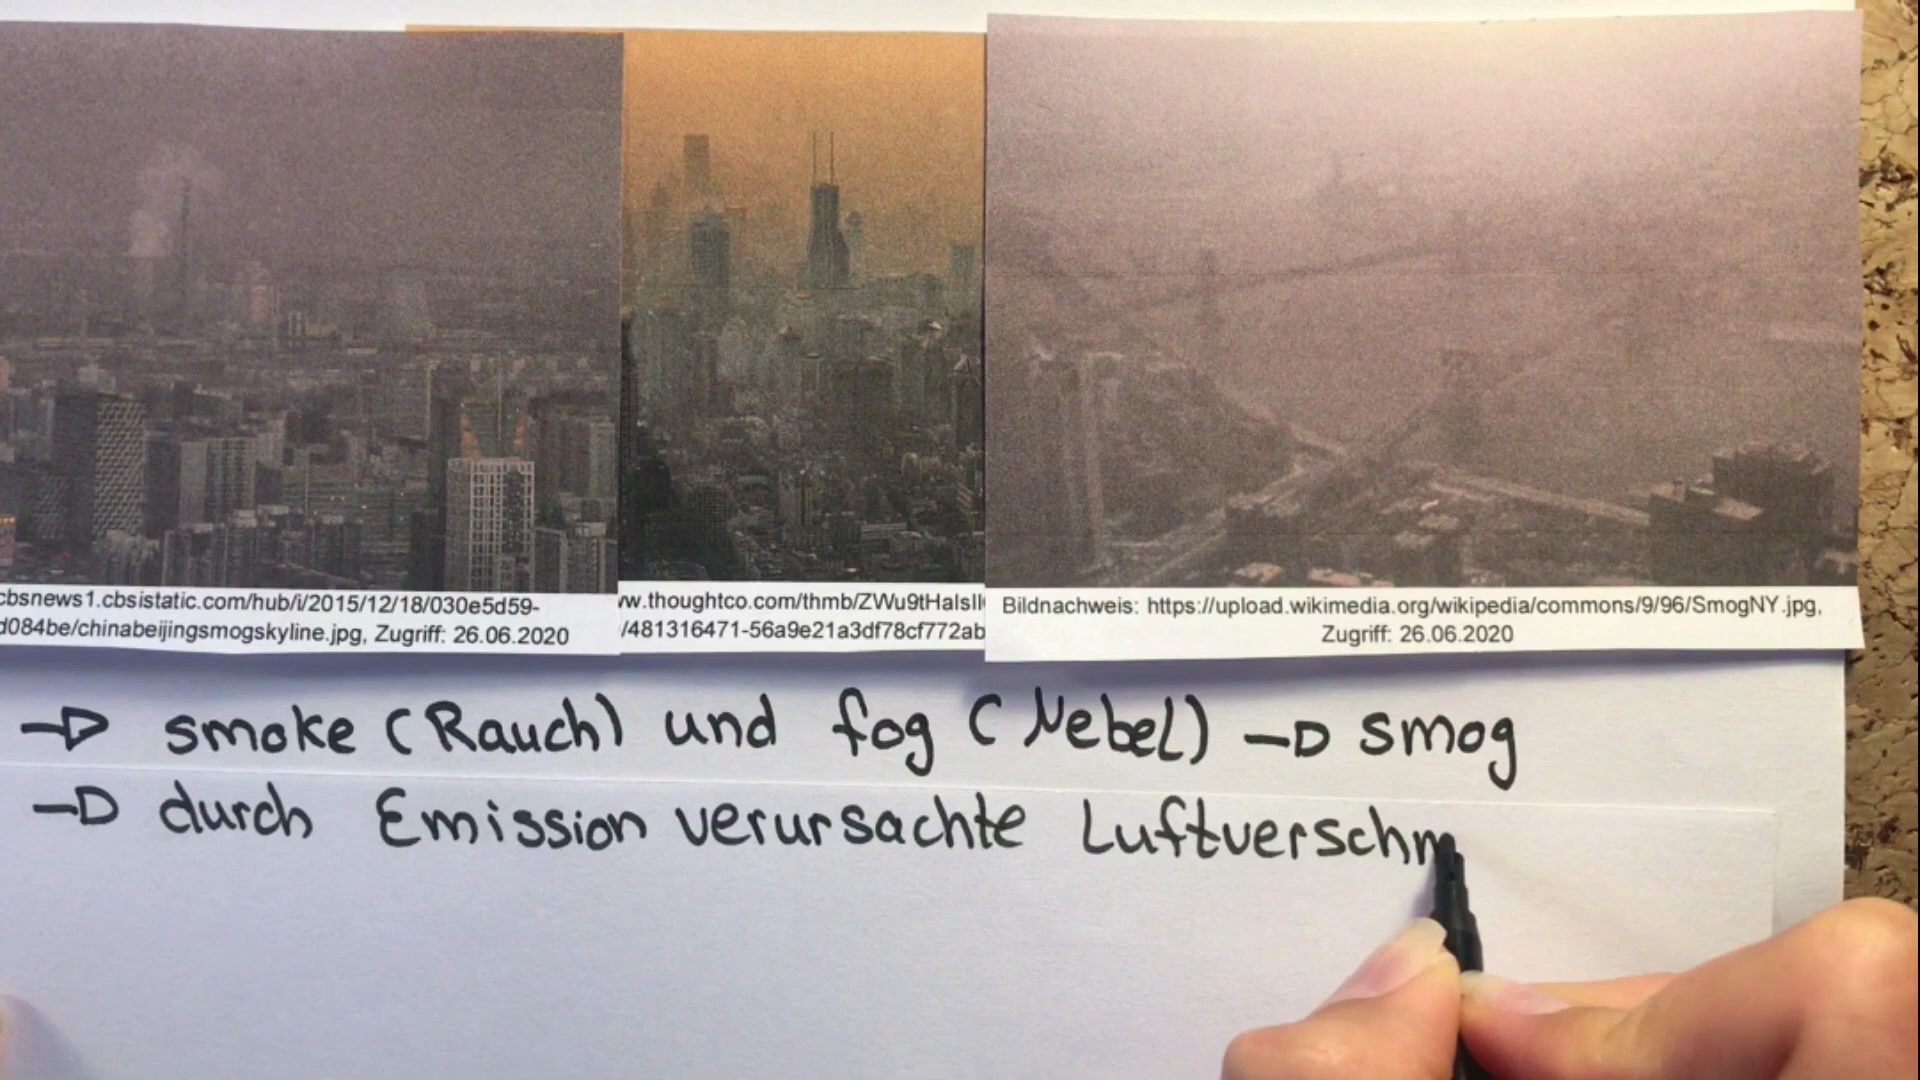 cbsnews1.cbsistatic.com/hub/i/2015/12/18/030e5d59-
d084be/chinabeijingsmogskyline.jpg, Zugriff: 26.06.2020
ww.thoughtco.com/thmb/ZWu9tHalsIl
/481316471-56a9e21a3df78cf772ab
Bildnachweis: https://upload.wikimedia.org/wikipedia/commons/9/96/SmogNY.jpg,
Zugriff: 26.06.2020
→ smoke (Rauch) und fog (Nebel) → smog
→ durch Emission verursachte Luftverschm